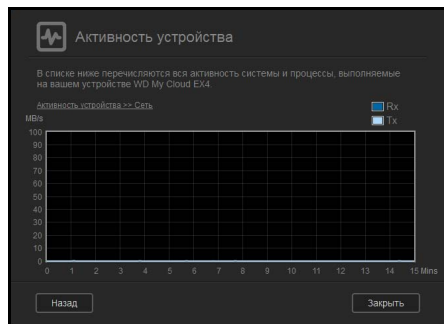 Активность устройства
В списке ниже перечисляются вся активность системы и процессы, выполняемые
на вашем устройстве WD My Cloud EX4.
Активность устройства >> Сеть
Rx
MB/s
Tx
100
90
80
70
60
50
40
30
20
10
0
0 1 2 3 4 5 6 7 8 9 10 11 12 13 14 15 Mins
Назад
Закрыть